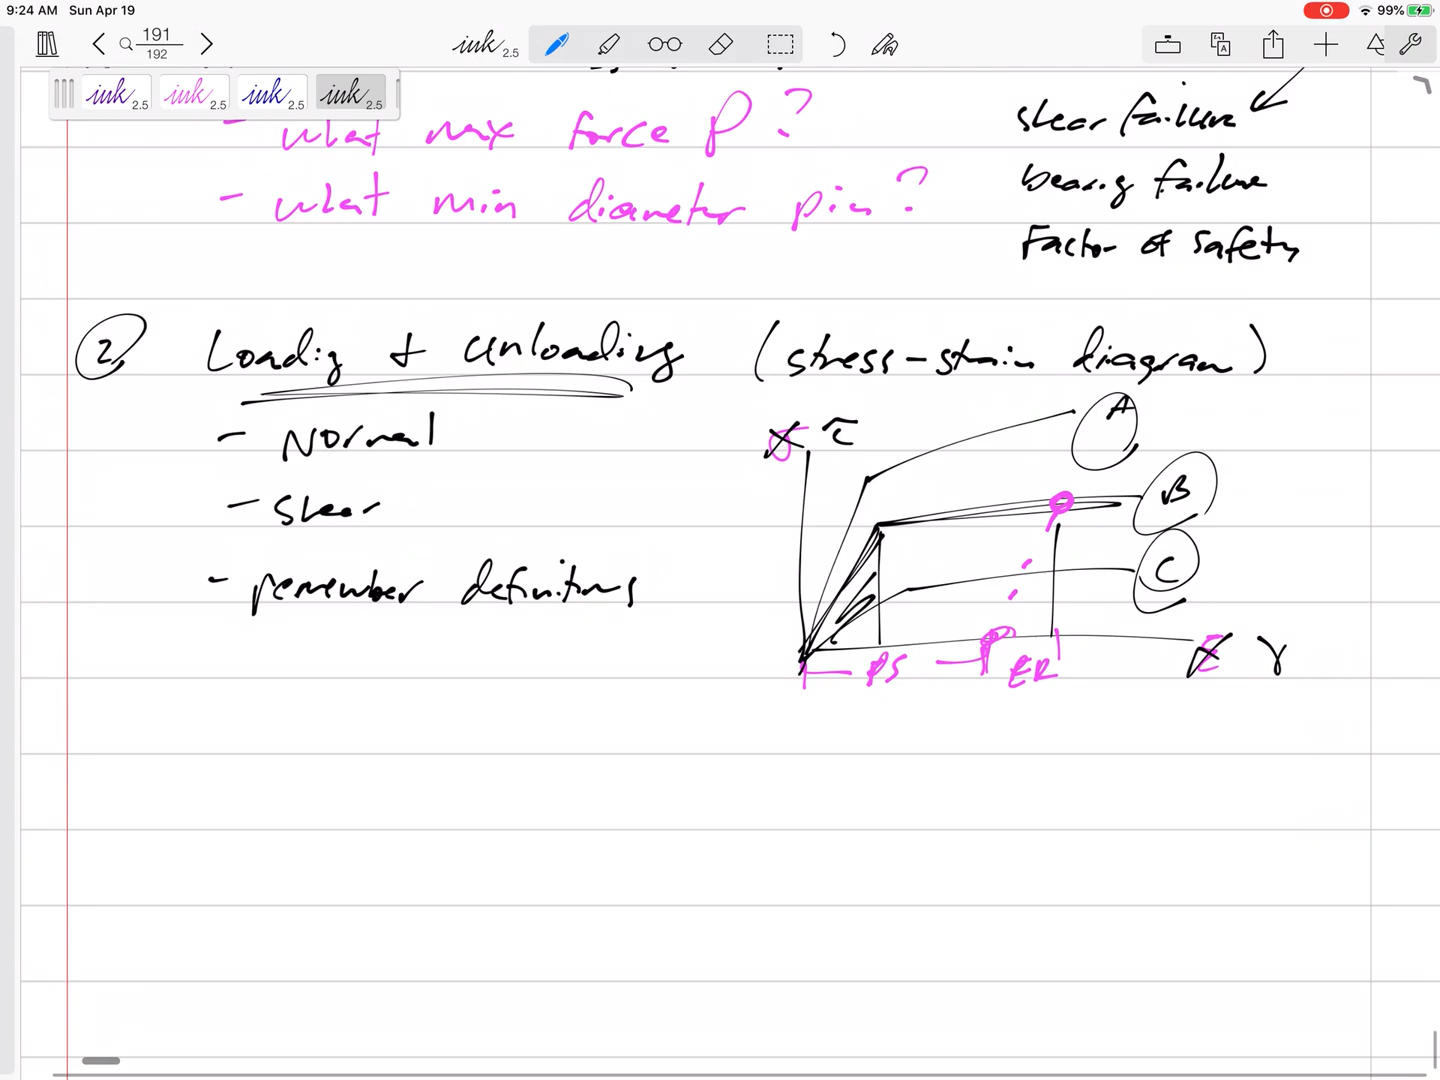 9:24 AM Sun Apr 19
99%
191
192
ink 2.5
ink 2.5 ink 2.5 ink 2.5 ink 2.5
- what max force P?
- what min diameter pin?
shear failure
bearing failure
Factor of safety
2 Loading + unloading (stress-strain diagram)
- Normal
- Shear
- remember definitions
σ τ
A
B
C
PS
ER
ε γ